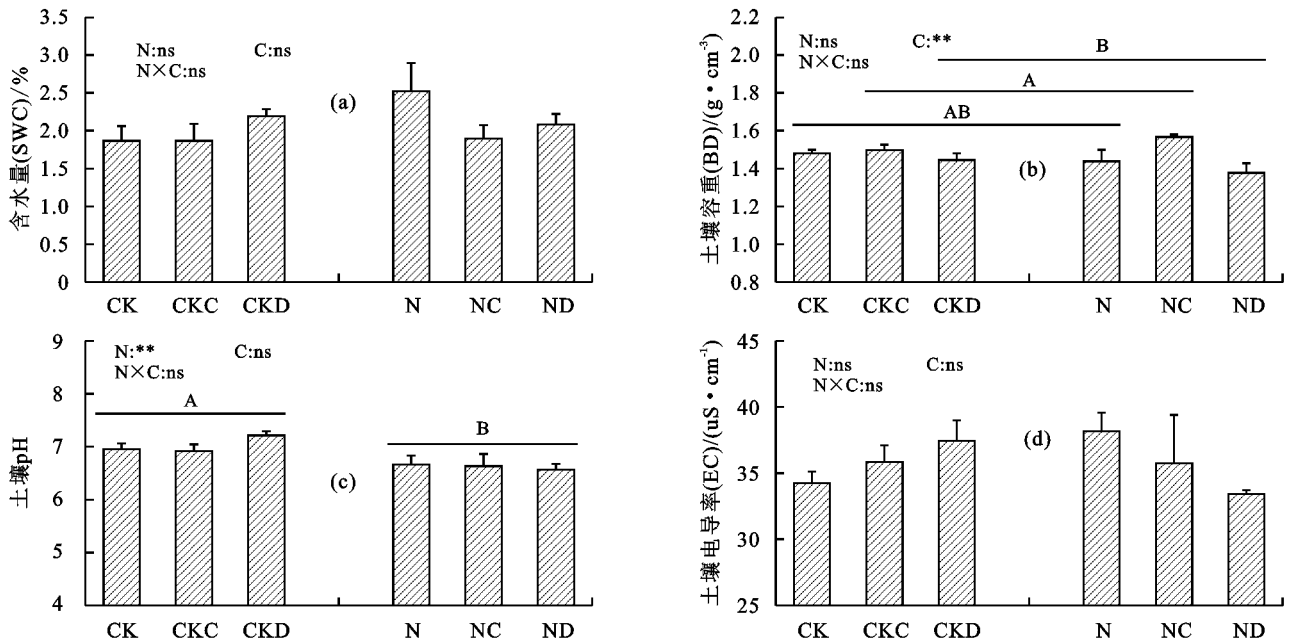 含水量(SWC)/%
3.5
3.0
2.5
2.0
1.5
1.0
0.5
0
N:ns C:ns
N×C:ns
(a)
CK CKC CKD N NC ND
土壤容重(BD)/(g•cm⁻³)
2.2
2.0
1.8
1.6
1.4
1.2
1.0
0.8
N:ns C:**
N×C:ns
B
A
AB
(b)
CK CKC CKD N NC ND
土壤pH
9
8
7
6
5
4
N:** C:ns
N×C:ns
A
B
(c)
CK CKC CKD N NC ND
土壤电导率(EC)/(uS•cm⁻¹)
45
40
35
30
25
N:ns C:ns
N×C:ns
(d)
CK CKC CKD N NC ND